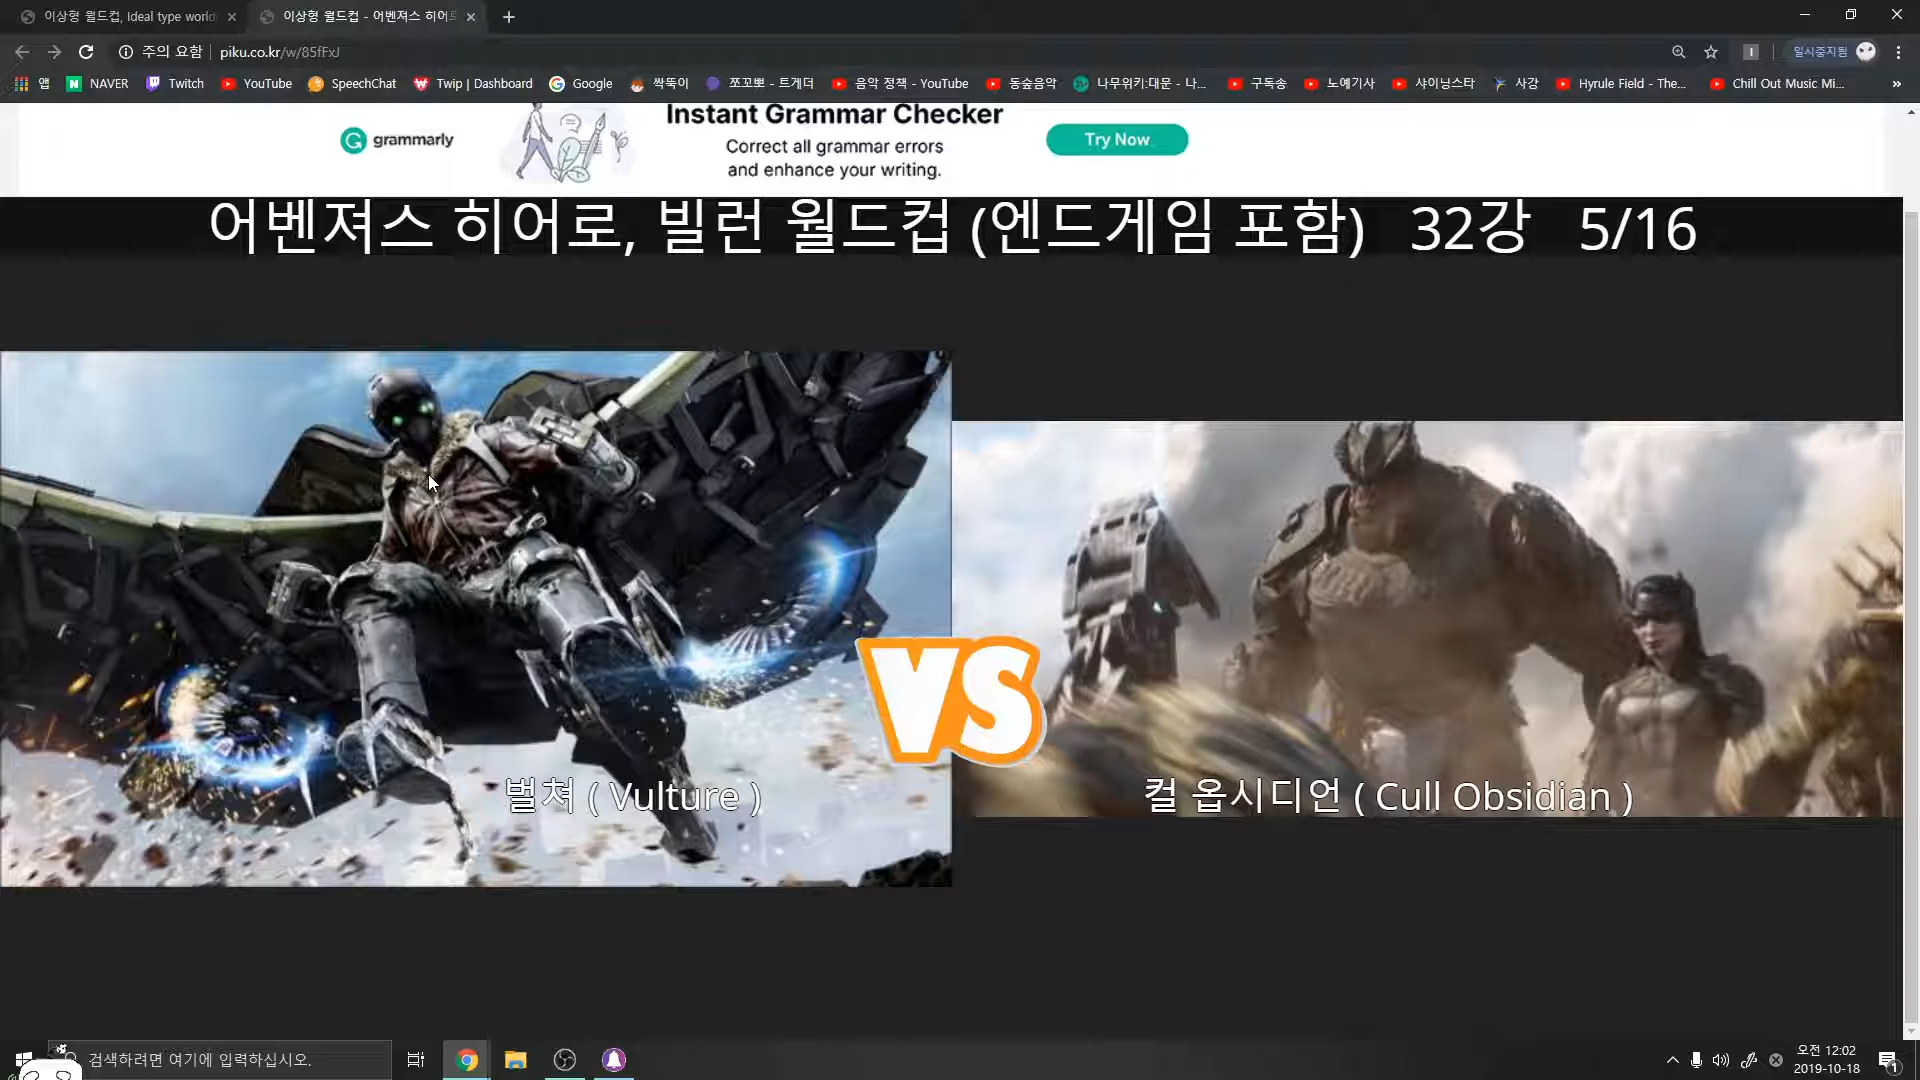 이상형 월드컵, Ideal type world
이상형 월드컵 - 어벤져스 히어로
주의 요함 piku.co.kr/w/85fFxJ
일시중지됨
앱 NAVER Twitch YouTube SpeechChat Twip | Dashboard Google 싹뚝이 쪼꼬뽀 - 트게더 음악 정책 - YouTube 동숲음악 나무위키:대문 - 나... 구독송 노예기사 샤이닝스타 사강 Hyrule Field - The... Chill Out Music Mi... »
grammarly
Instant Grammar Checker
Correct all grammar errors
and enhance your writing.
Try Now
어벤져스 히어로, 빌런 월드컵 (엔드게임 포함) 32강 5/16
VS
벌쳐 ( Vulture )
컬 옵시디언 ( Cull Obsidian )
검색하려면 여기에 입력하십시오.
오전 12:02
2019-10-18
1